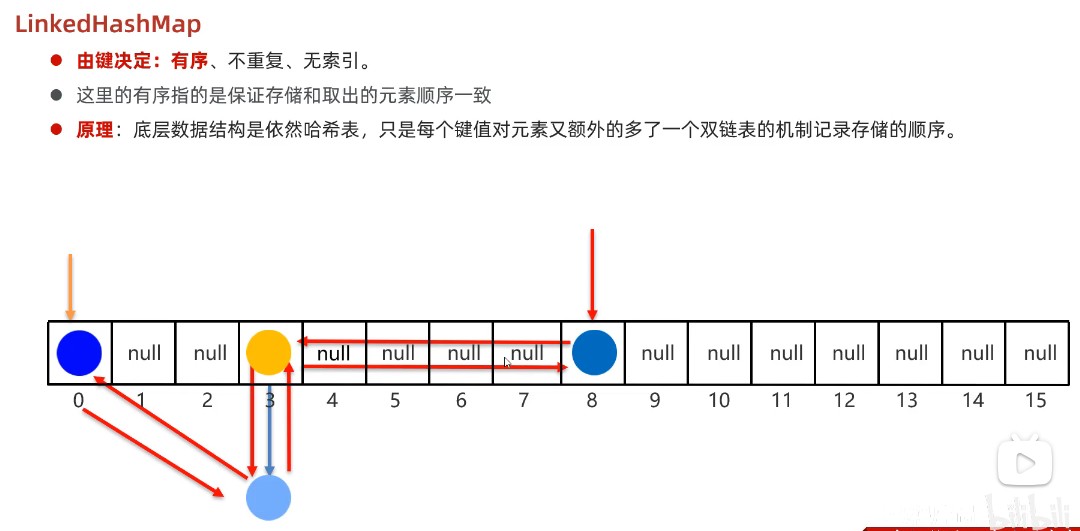 LinkedHashMap
由键决定：有序、不重复、无索引。
这里的有序指的是保证存储和取出的元素顺序一致
原理：底层数据结构是依然哈希表，只是每个键值对元素又额外的多了一个双链表的机制记录存储的顺序。
null null null null null null null null null null null null null
0 1 2 3 4 5 6 7 8 9 10 11 12 13 14 15
bilibili